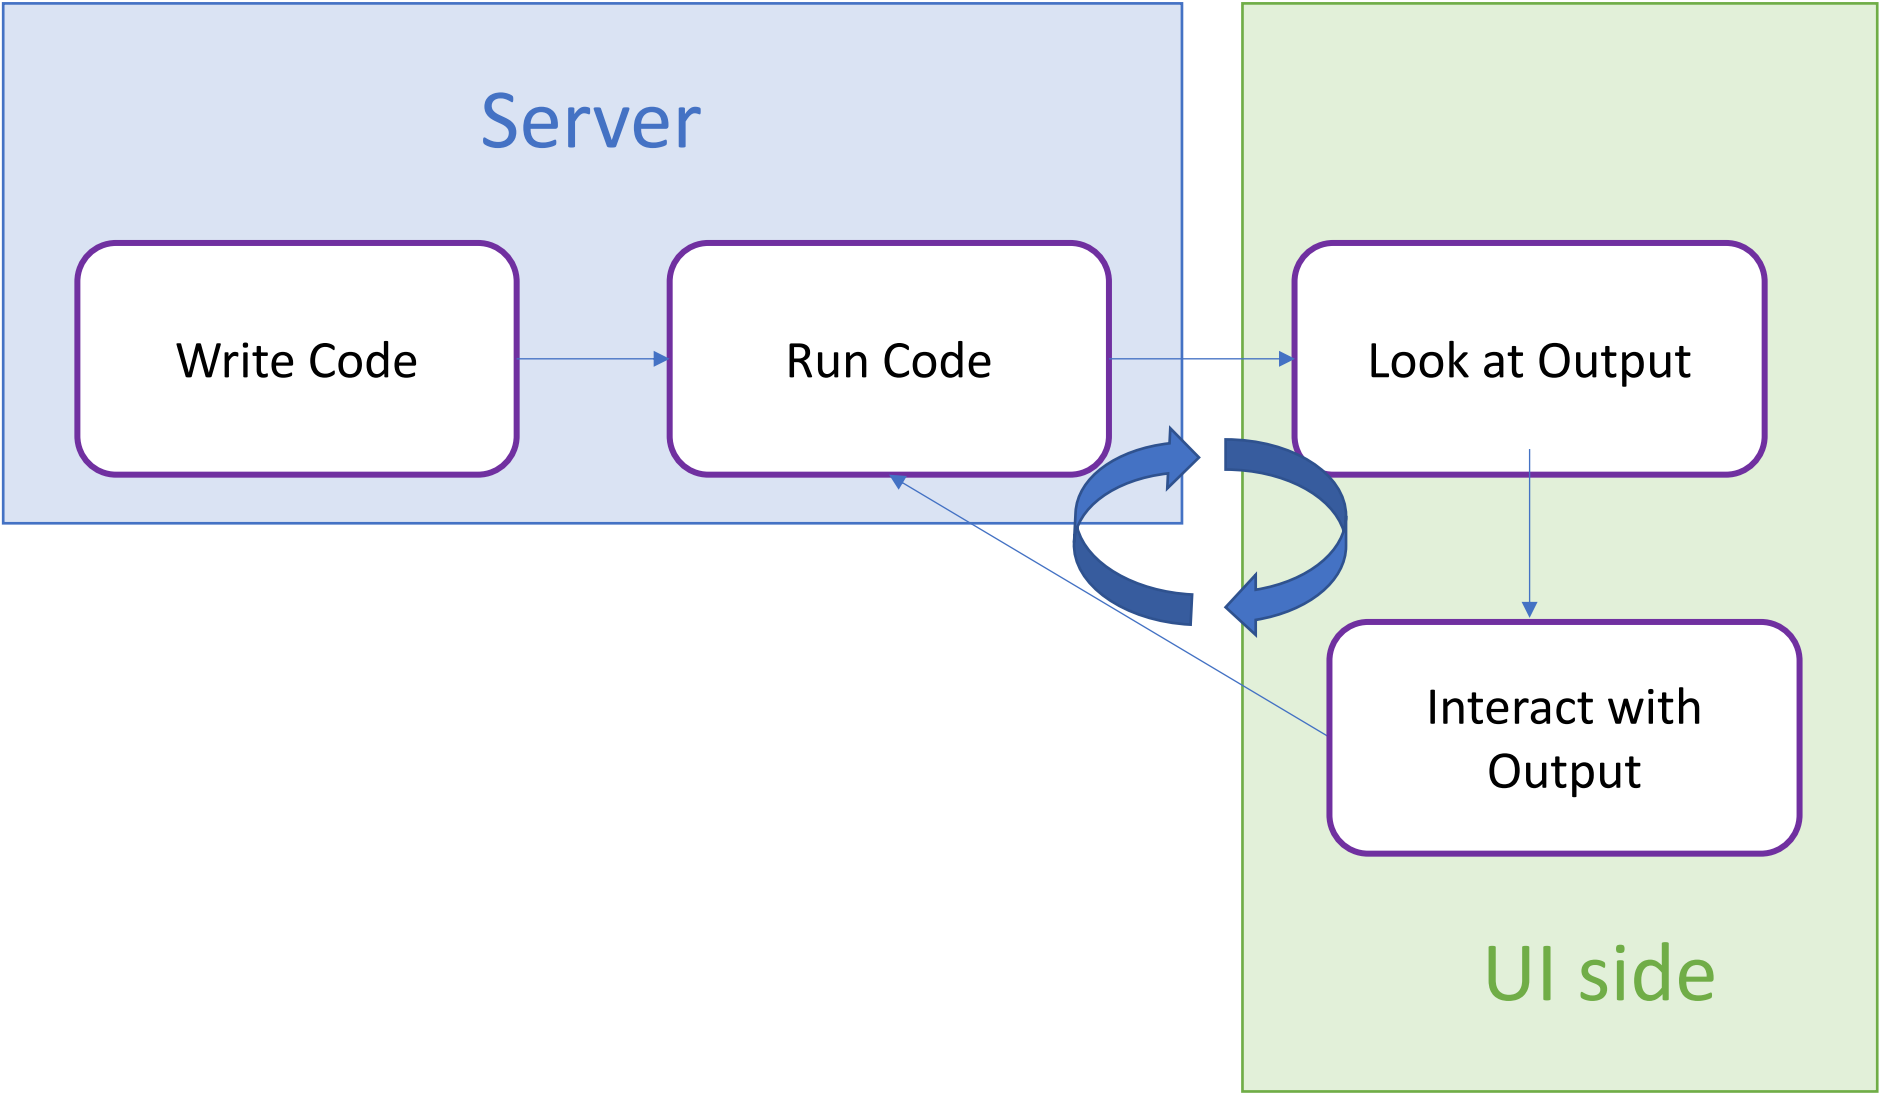 Server
Write Code
Run Code
Look at Output
Interact with
Output
UI side